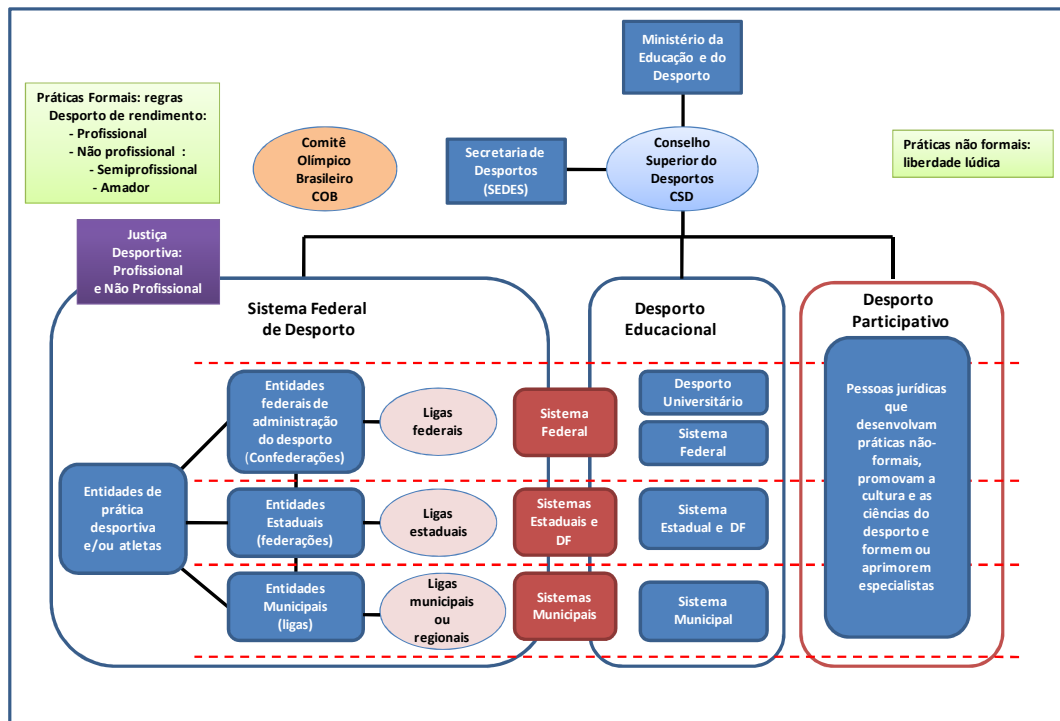 Ministério da
Educação e do
Desporto
Práticas Formais: regras
Desporto de rendimento:
- Profissional
- Não profissional :
- Semiprofissional
- Amador
Comitê
Olímpico
Brasileiro
COB
Secretaria de
Desportos
(SEDES)
Conselho
Superior do
Desportos
CSD
Práticas não formais:
liberdade lúdica
Justiça
Desportiva:
Profissional
e Não Profissional
Sistema Federal
de Desporto
Desporto
Educacional
Desporto
Participativo
Entidades de
prática
desportiva
e/ou atletas
Entidades
federais de
administração
do desporto
(Confederações)
Ligas
federais
Sistema
Federal
Desporto
Universitário
Sistema
Federal
Entidades
Estaduais
(federações)
Ligas
estaduais
Sistemas
Estaduais e
DF
Sistema
Estadual e DF
Entidades
Municipais
(ligas)
Ligas
municipais
ou
regionais
Sistemas
Municipais
Sistema
Municipal
Pessoas jurídicas
que
desenvolvam
práticas não-
formais,
promovam a
cultura e as
ciências do
desporto e
formem ou
aprimorem
especialistas